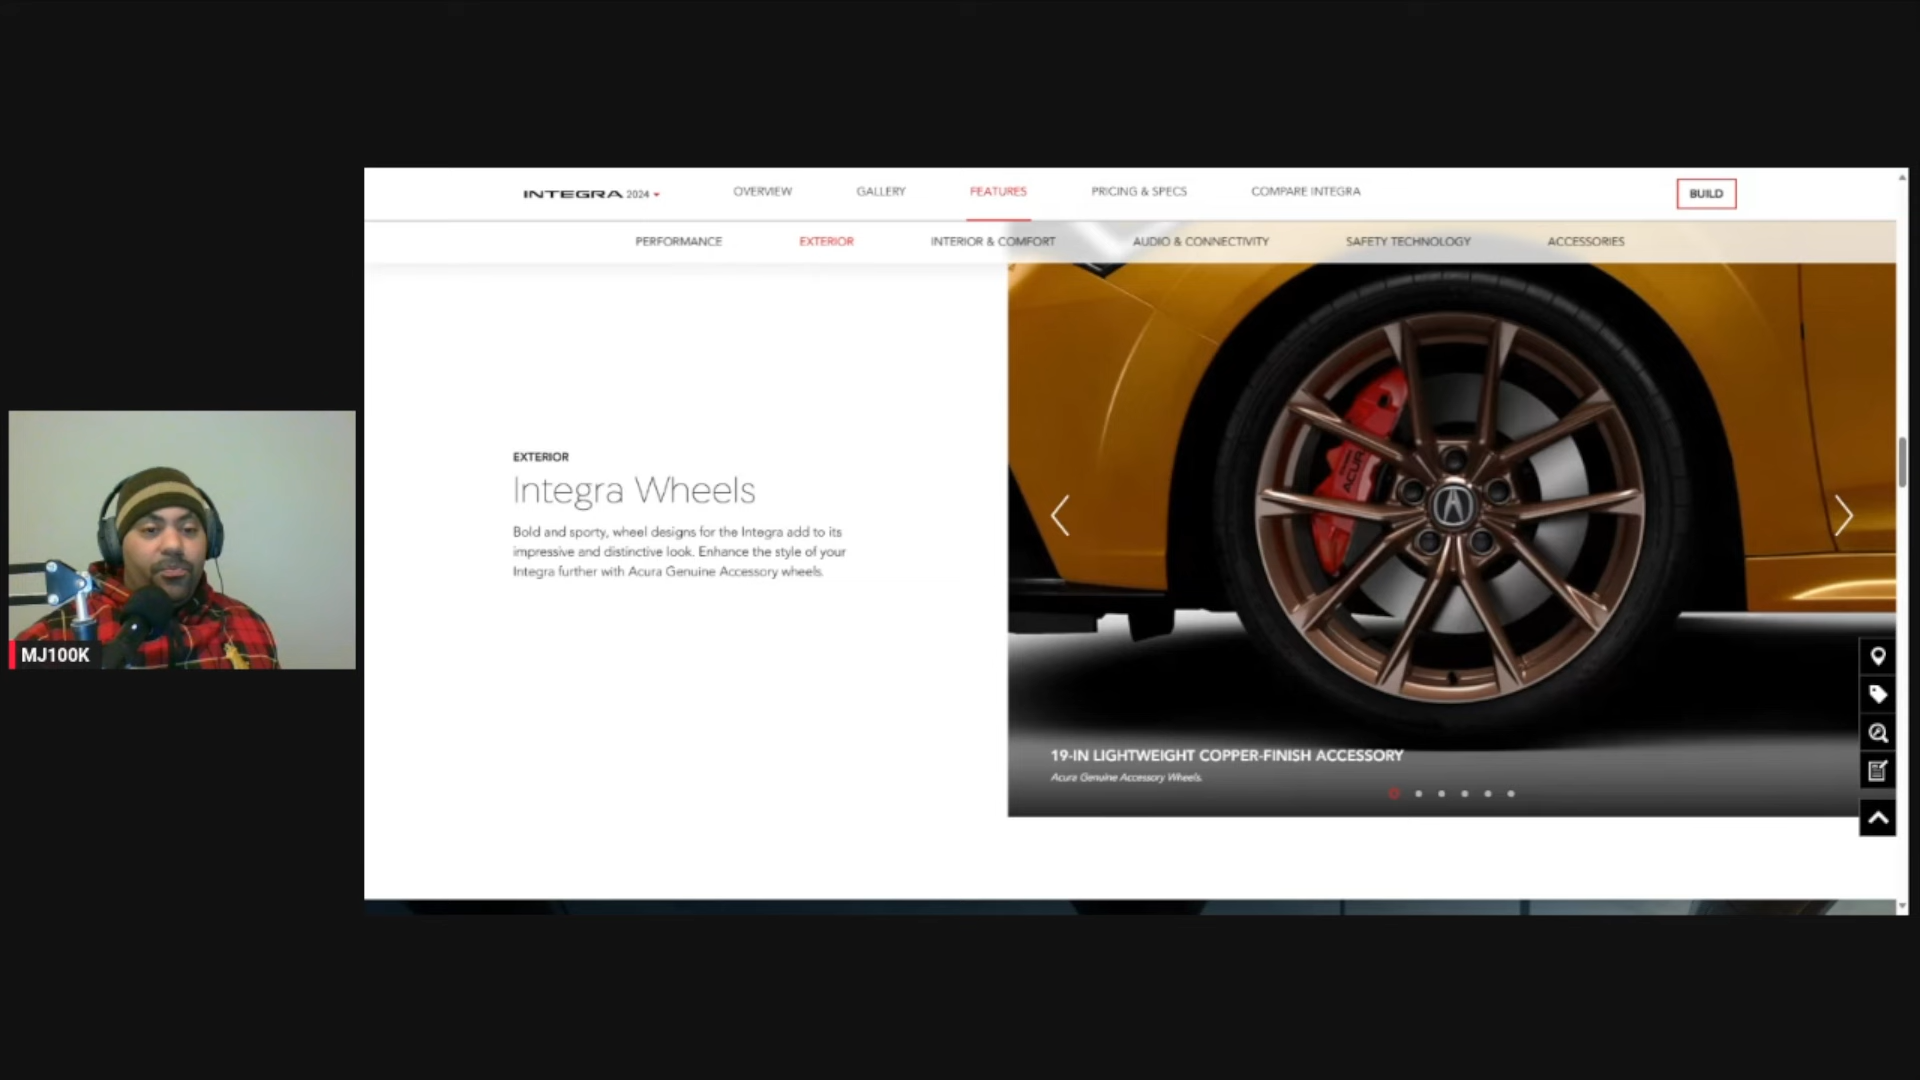 INTEGRA 2024
OVERVIEW
GALLERY
FEATURES
PRICING & SPECS
COMPARE INTEGRA
BUILD
PERFORMANCE
EXTERIOR
INTERIOR & COMFORT
AUDIO & CONNECTIVITY
SAFETY TECHNOLOGY
ACCESSORIES
EXTERIOR
Integra Wheels
Bold and sporty, wheel designs for the Integra add to its
impressive and distinctive look. Enhance the style of your
Integra further with Acura Genuine Accessory wheels.
ACURA
19-IN LIGHTWEIGHT COPPER-FINISH ACCESSORY
Acura Genuine Accessory Wheels.
MJ100K